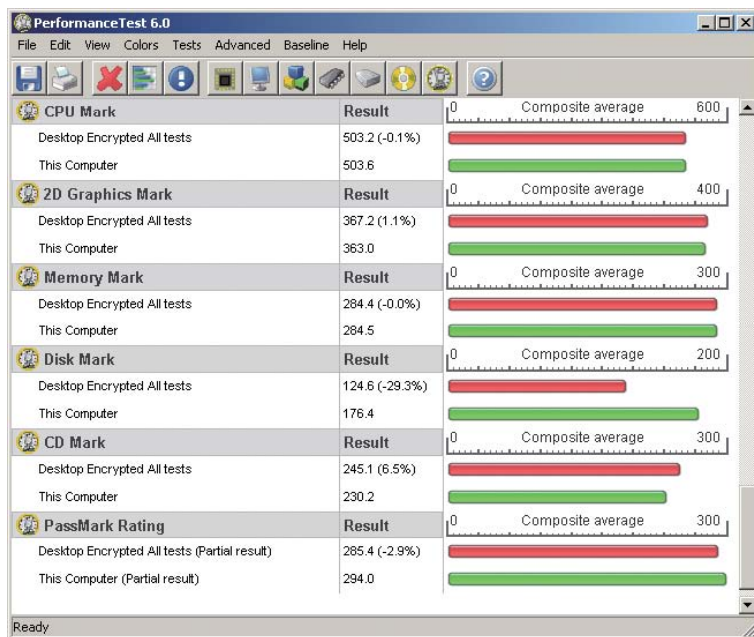 PerformanceTest 6.0
File Edit View Colors Tests Advanced Baseline Help
CPU Mark Result 0 Composite average 600
Desktop Encrypted All tests 503.2 (-0.1%)
This Computer 503.6
2D Graphics Mark Result 0 Composite average 400
Desktop Encrypted All tests 367.2 (1.1%)
This Computer 363.0
Memory Mark Result 0 Composite average 300
Desktop Encrypted All tests 284.4 (-0.0%)
This Computer 284.5
Disk Mark Result 0 Composite average 200
Desktop Encrypted All tests 124.6 (-29.3%)
This Computer 176.4
CD Mark Result 0 Composite average 300
Desktop Encrypted All tests 245.1 (6.5%)
This Computer 230.2
PassMark Rating Result 0 Composite average 300
Desktop Encrypted All tests (Partial result) 285.4 (-2.9%)
This Computer (Partial result) 294.0
Ready